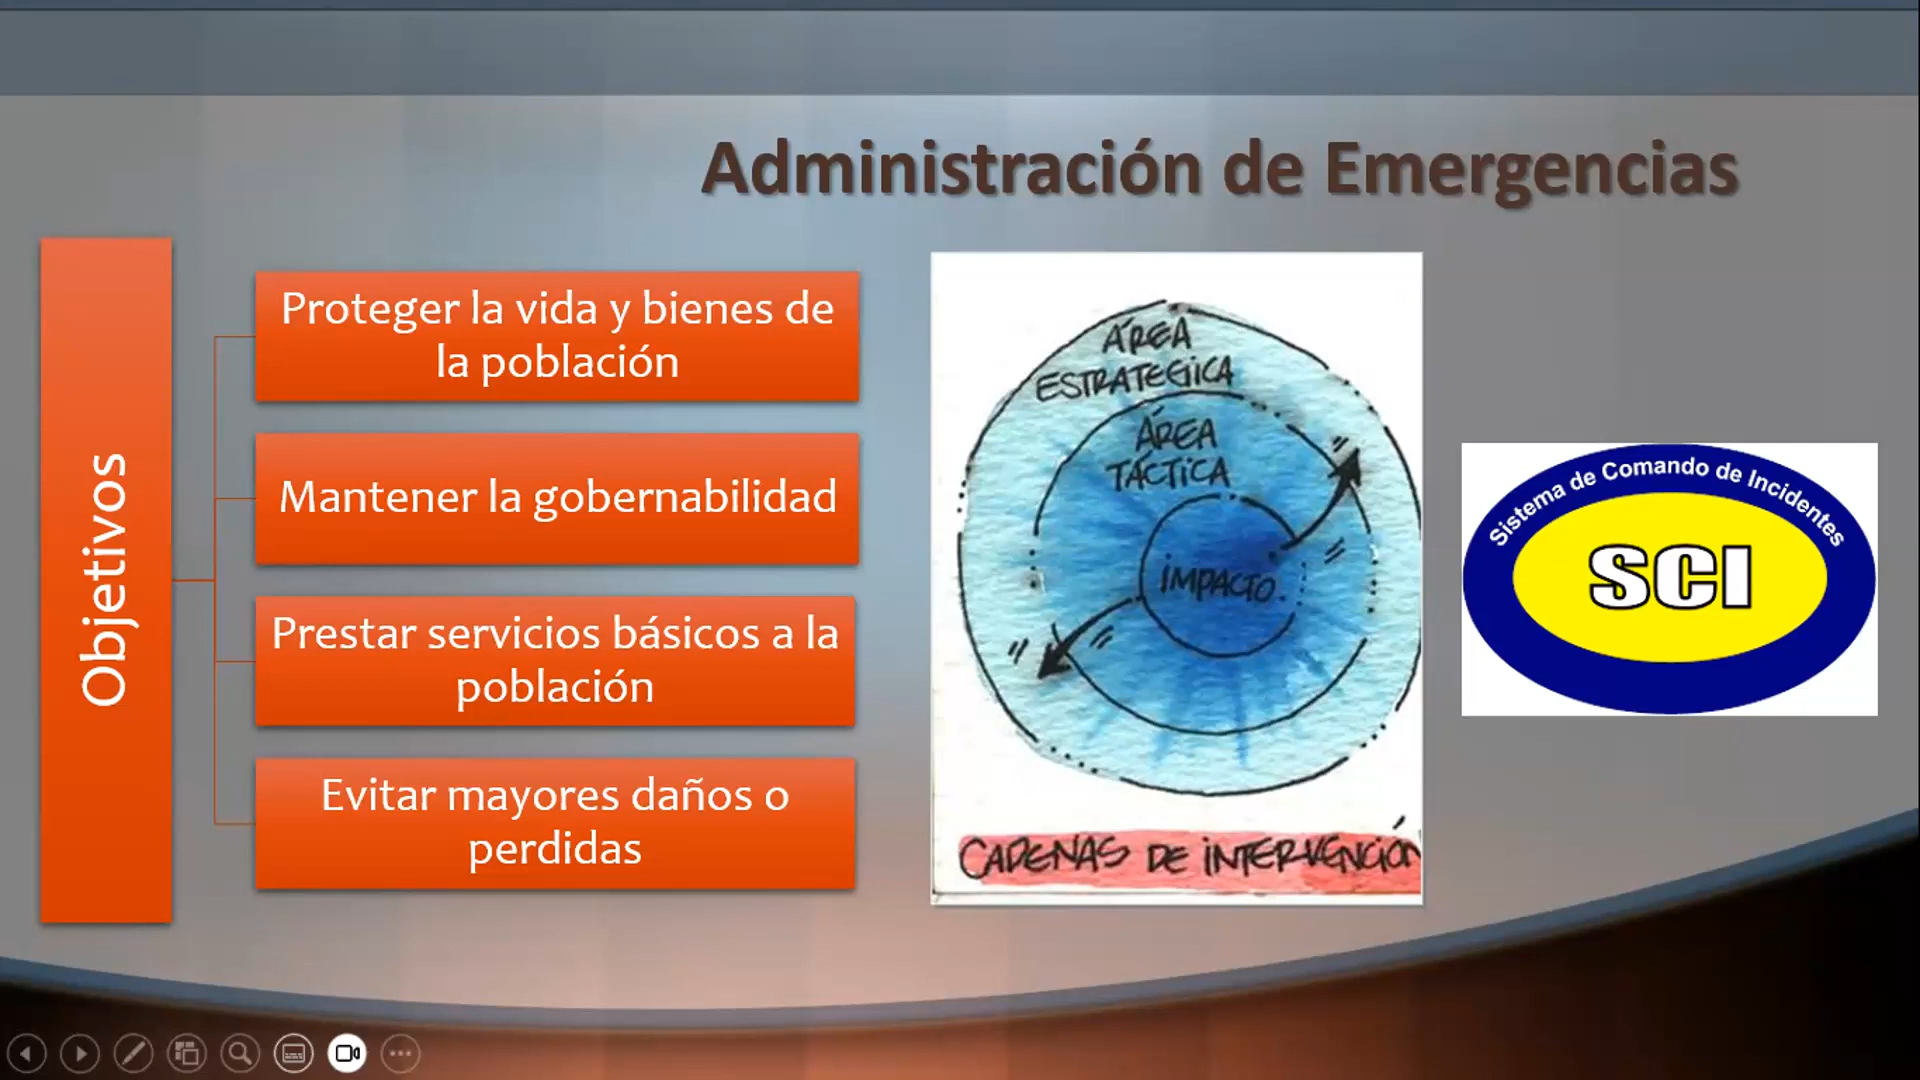 Administración de Emergencias
Objetivos
Proteger la vida y bienes de
la población
Mantener la gobernabilidad
Prestar servicios básicos a la
población
Evitar mayores daños o
perdidas
ÁREA
ESTRATEGICA
ÁREA
TÁCTICA
IMPACTO.
CADENAS DE INTERVENCIÓN
Sistema de Comando de Incidentes
SCI